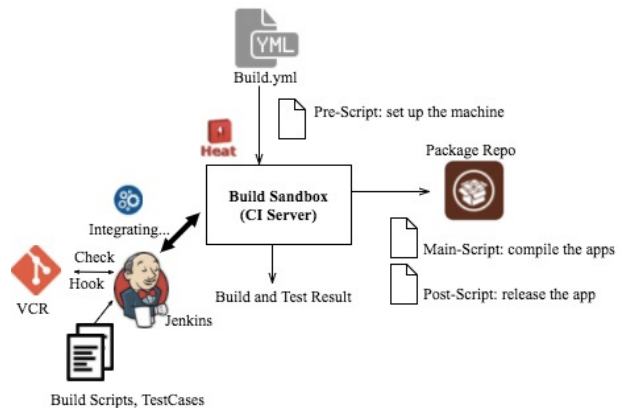 YML
Build.yml
Pre-Script: set up the machine
Heat
Package Repo
Build Sandbox
(CI Server)
Integrating...
Main-Script: compile the apps
Check
Hook
VCR
Jenkins
Build and Test Result
Post-Script: release the app
Build Scripts, TestCases